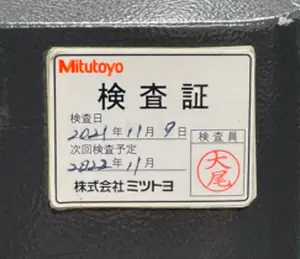 Mitutoyo
検査証
検査日
2021年11月9日
次回検査予定
2022年11月
検査員
大尾
株式会社ミツトヨ